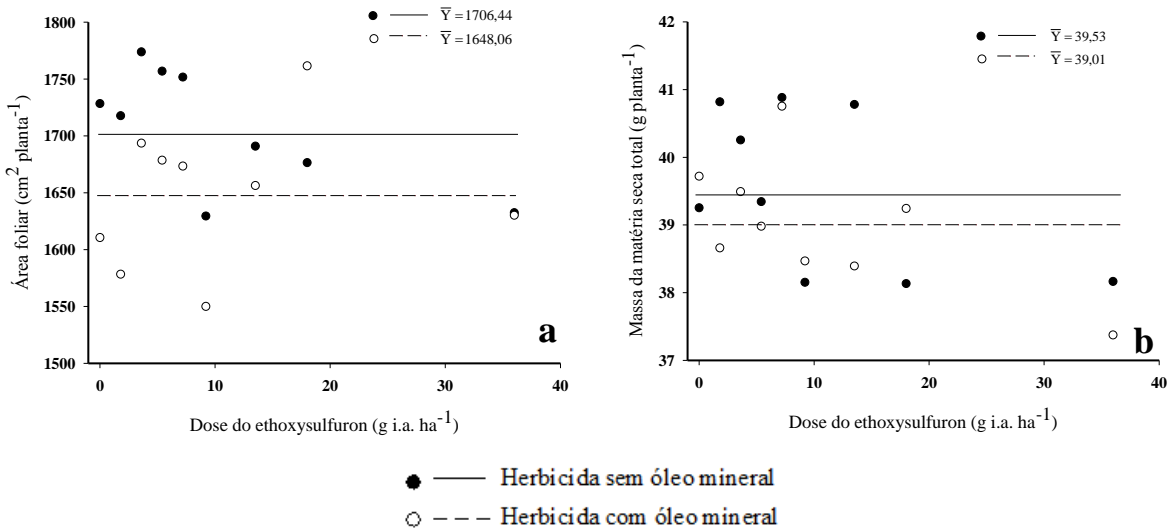 Ȳ = 1706,44
Ȳ = 1648,06
Área foliar (cm² planta⁻¹)
1800
1750
1700
1650
1600
1550
1500
0 10 20 30 40
Dose do ethoxysulfuron (g i.a. ha⁻¹)
a
Ȳ = 39,53
Ȳ = 39,01
Massa da matéria seca total (g planta⁻¹)
42
41
40
39
38
37
0 10 20 30 40
Dose do ethoxysulfuron (g i.a. ha⁻¹)
b
Herbicida sem óleo mineral
Herbicida com óleo mineral